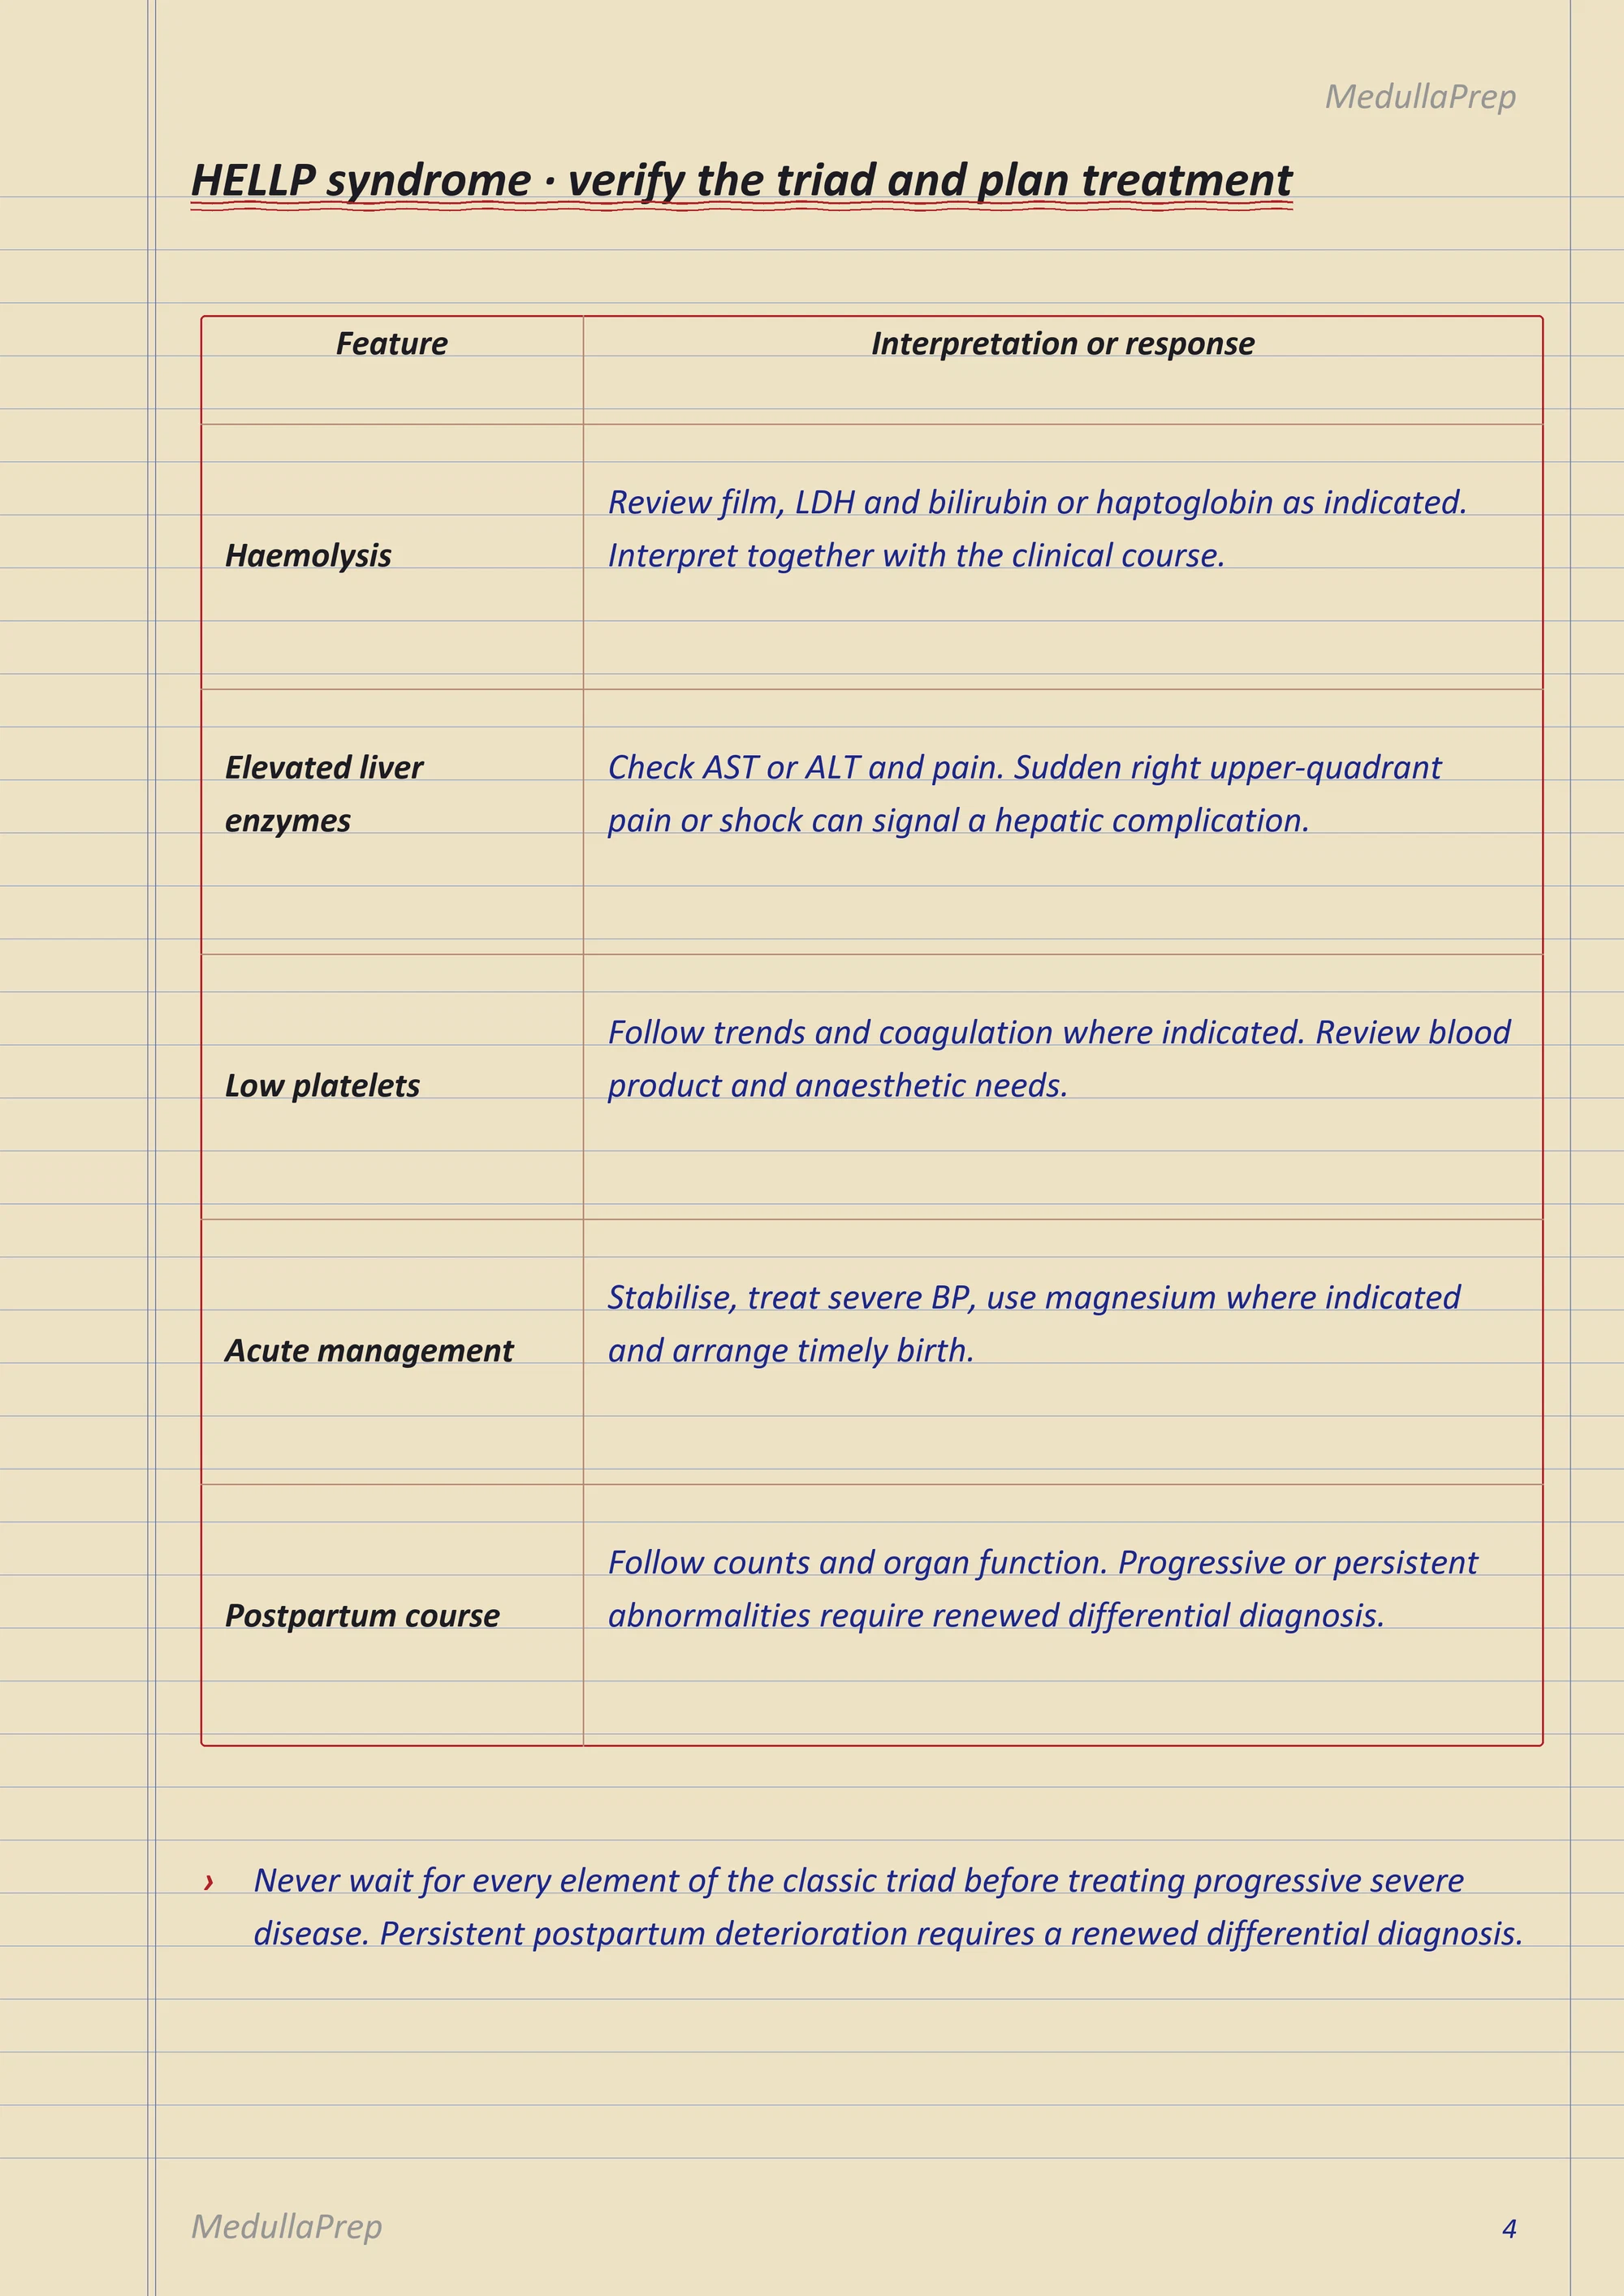 MedullaPrep
HELLP syndrome · verify the triad and plan treatment
Feature
Interpretation or response
Haemolysis
Review film, LDH and bilirubin or haptoglobin as indicated.
Interpret together with the clinical course.
Elevated liver
enzymes
Check AST or ALT and pain. Sudden right upper-quadrant
pain or shock can signal a hepatic complication.
Low platelets
Follow trends and coagulation where indicated. Review blood
product and anaesthetic needs.
Acute management
Stabilise, treat severe BP, use magnesium where indicated
and arrange timely birth.
Postpartum course
Follow counts and organ function. Progressive or persistent
abnormalities require renewed differential diagnosis.
› Never wait for every element of the classic triad before treating progressive severe
disease. Persistent postpartum deterioration requires a renewed differential diagnosis.
MedullaPrep
4